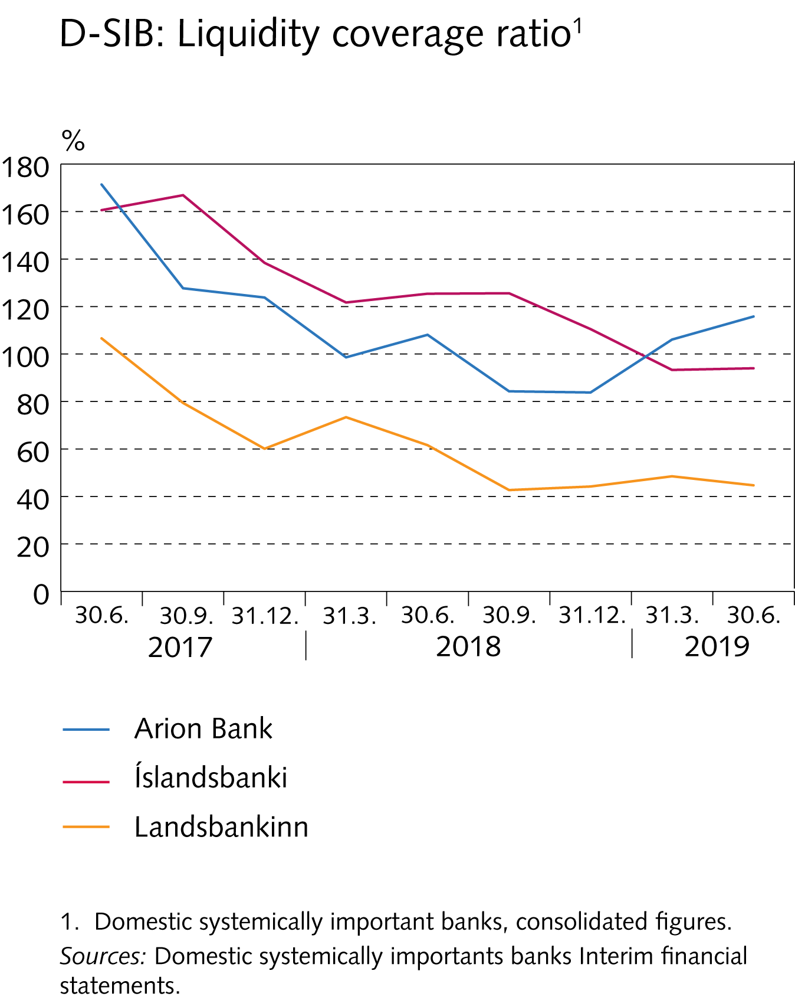 D-SIB: Liquidity coverage ratio¹
%
180
160
140
120
100
80
60
40
20
0
30.6. 30.9. 31.12. 31.3. 30.6. 30.9. 31.12. 31.3. 30.6.
2017 2018 2019
Arion Bank
Íslandsbanki
Landsbankinn
1. Domestic systemically important banks, consolidated figures.
Sources: Domestic systemically importants banks Interim financial
statements.